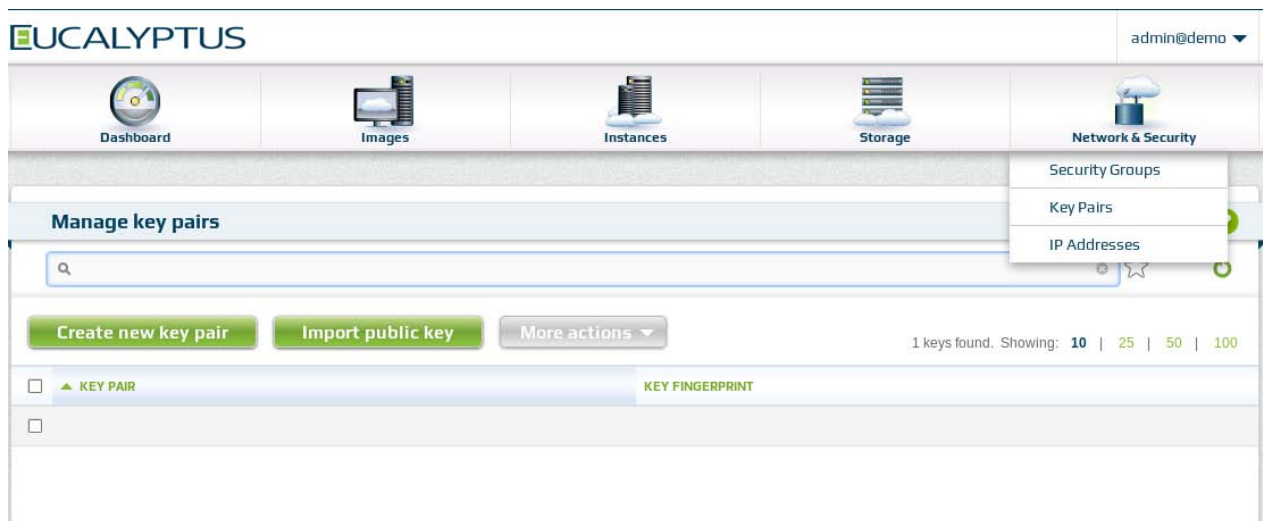 EUCALYPTUS
admin@demo
Dashboard
Images
Instances
Storage
Network & Security
Security Groups
Key Pairs
IP Addresses
Manage key pairs
Create new key pair
Import public key
More actions
1 keys found. Showing: 10 | 25 | 50 | 100
KEY PAIR
KEY FINGERPRINT